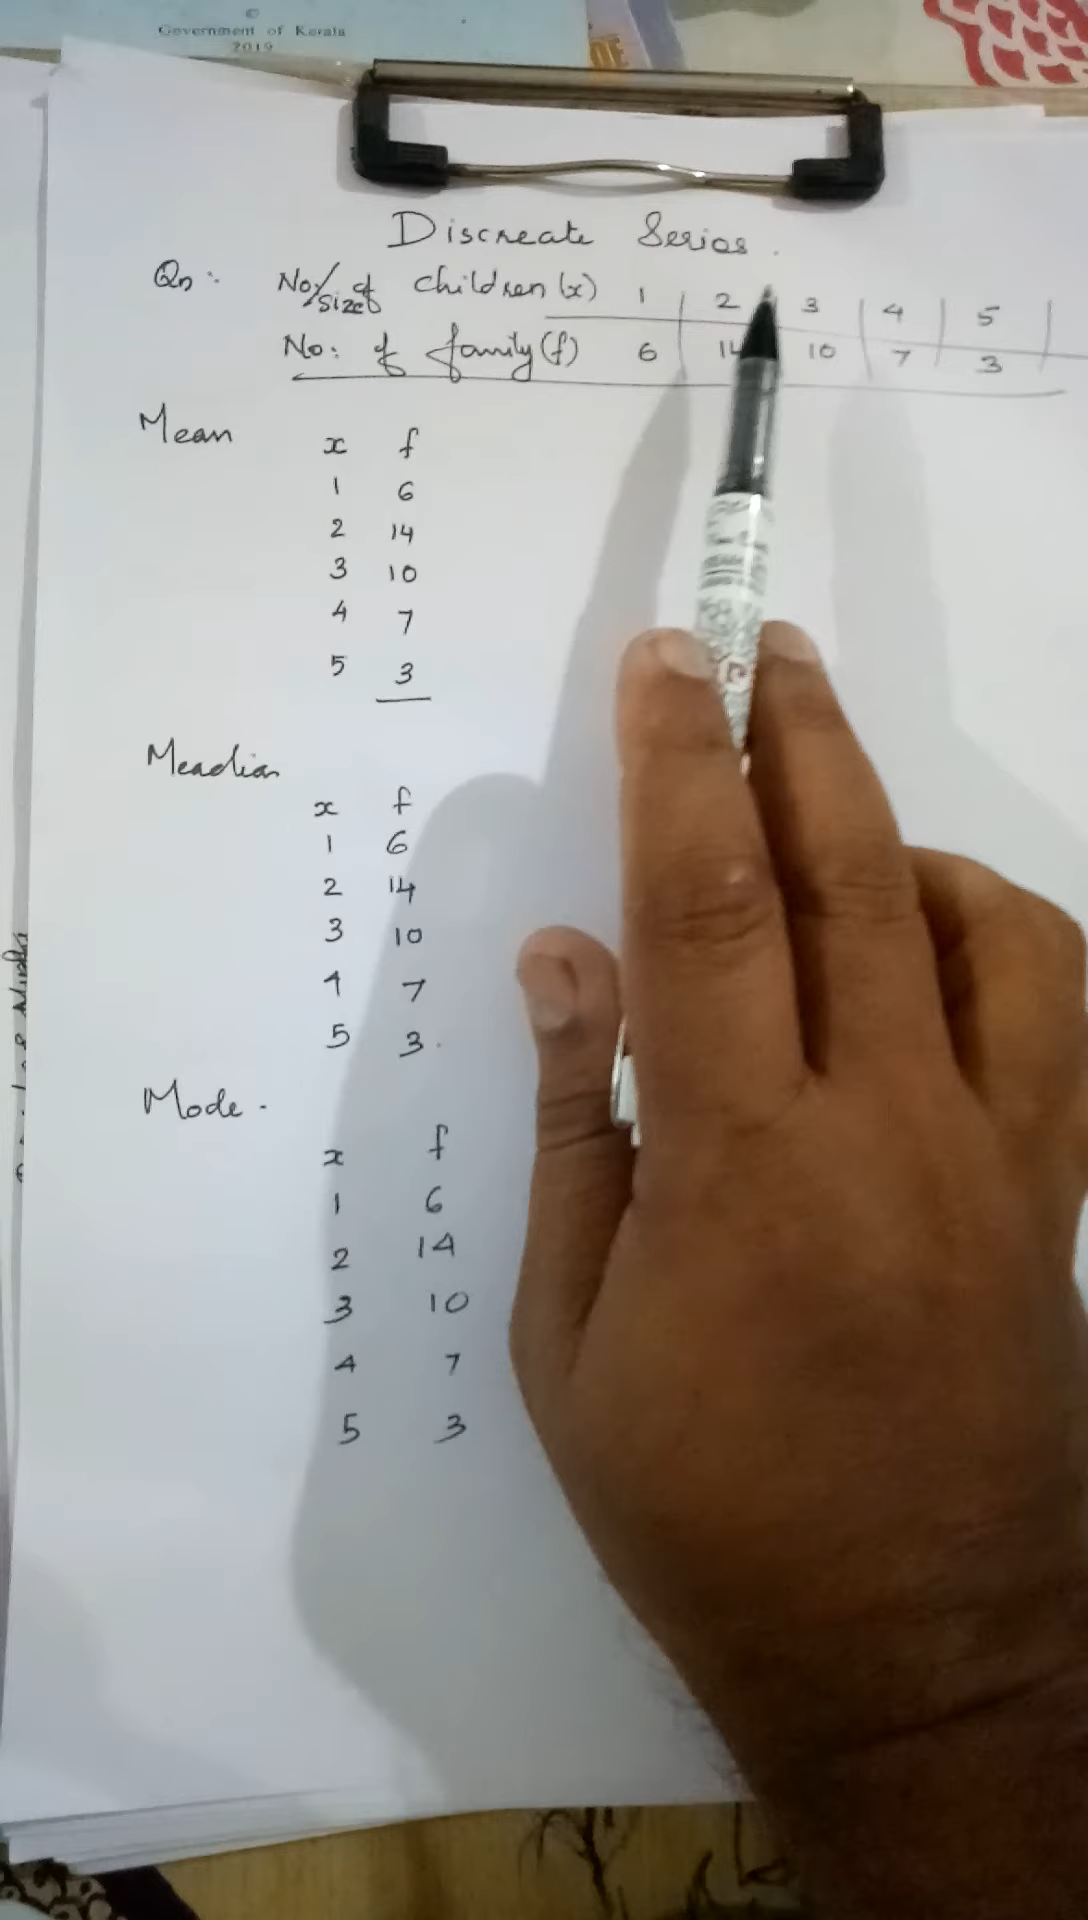 ©
Government of Kerala
2019
Discreate Series.
Qn: No/Size of children (x) 1 2 3 4 5
No: of family (f) 6 14 10 7 3
Mean
x f
1 6
2 14
3 10
4 7
5 3
Meadian
x f
1 6
2 14
3 10
4 7
5 3.
Mode.
x f
1 6
2 14
3 10
4 7
5 3